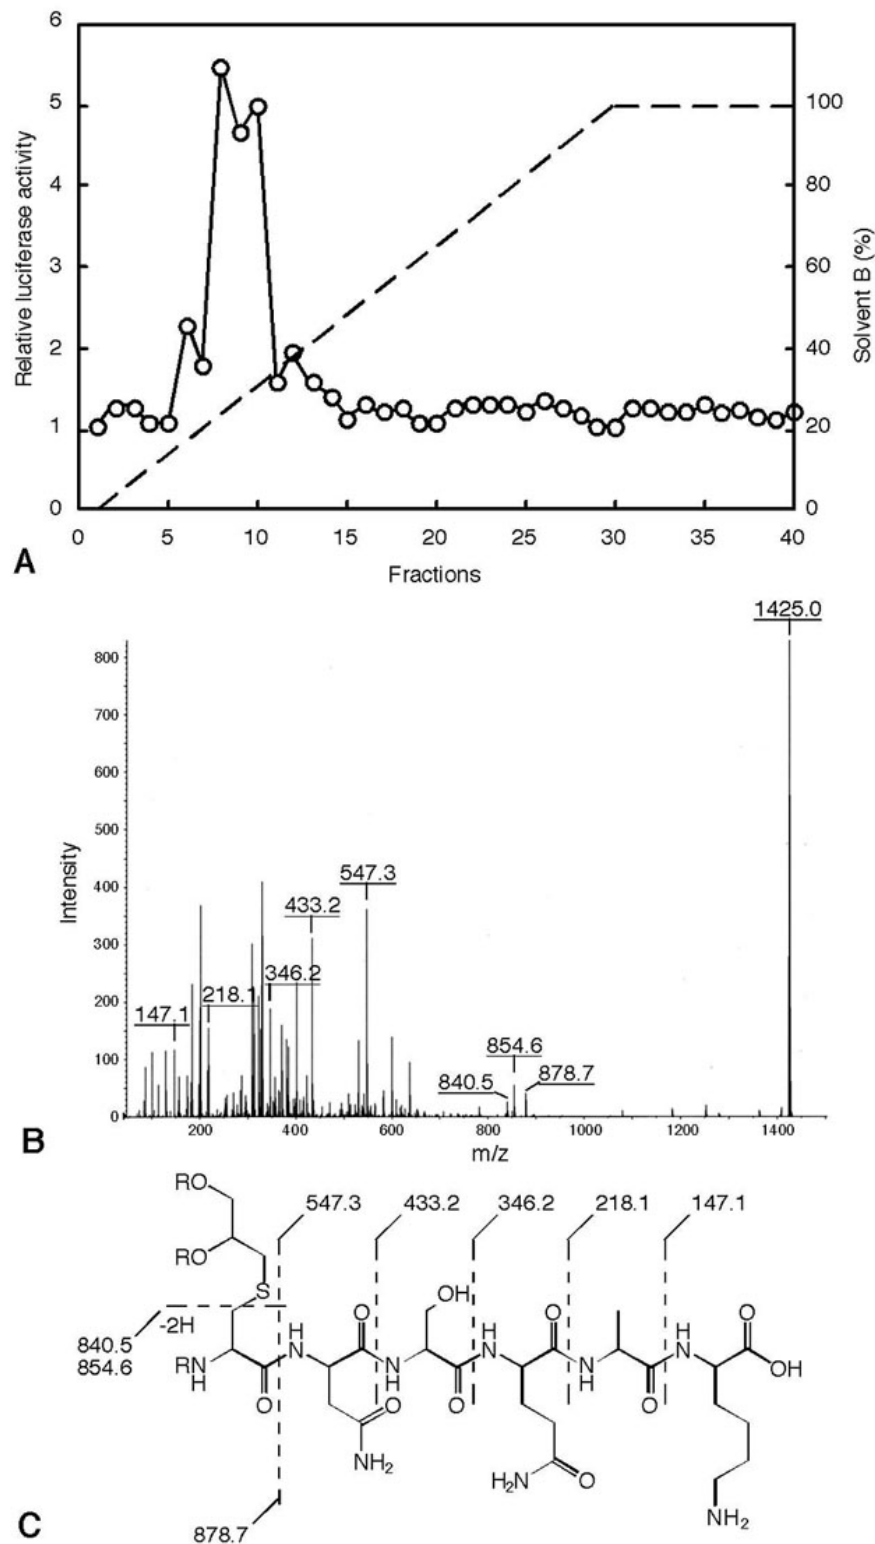 6
5
4
3
2
1
0
Relative luciferase activity
100
80
60
40
20
0
Solvent B (%)
0 5 10 15 20 25 30 35 40
Fractions
A
1425.0
800
700
600
500
400
300
200
100
0
Intensity
547.3
433.2
346.2
218.1
147.1
854.6
840.5
878.7
200 400 600 800 1000 1200 1400
m/z
B
RO
RO
S
547.3 433.2 346.2 218.1 147.1
-2H
840.5
854.6
RN
H
O
H
N
O
O
NH2
N
H
OH
O
H
N
O
H2N
O
N
H
O
H
N
O
OH
NH2
878.7
C